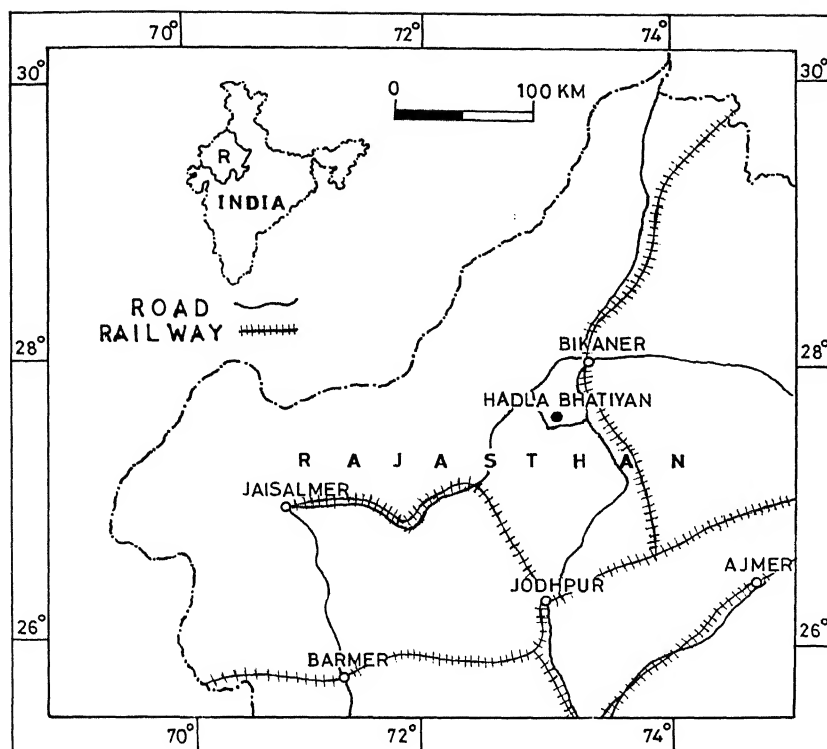 70° 72° 74°
30° 30°
0 100 KM
R
INDIA
ROAD
RAILWAY
28° 28°
BIKANER
HADLA BHATIYAN
RAJASTHAN
JAISALMER
JODHPUR
AJMER
26° 26°
BARMER
70° 72° 74°